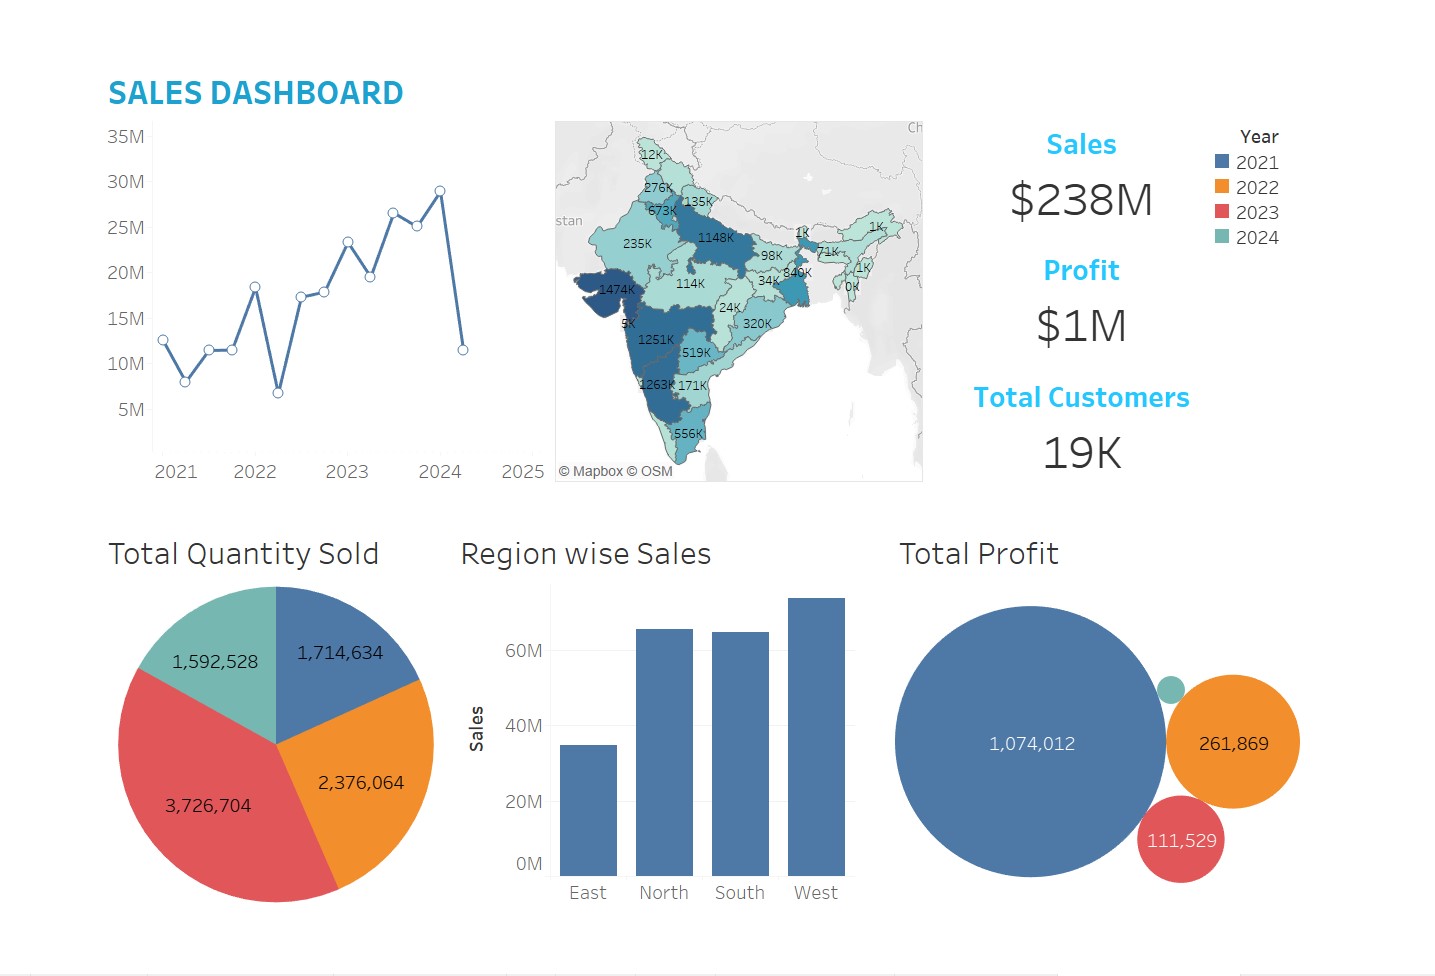 SALES DASHBOARD
35M
30M
25M
20M
15M
10M
5M
2021 2022 2023 2024 2025
Ch
stan
12K
276K
135K
673K
235K
1148K
1K
1K
98K
71K
1K
840K
34K
0K
114K
1474K
24K
5K
320K
1251K
519K
1263K
171K
556K
© Mapbox © OSM
Sales
$238M
Profit
$1M
Total Customers
19K
Year
2021
2022
2023
2024
Total Quantity Sold
1,592,528
1,714,634
2,376,064
3,726,704
Region wise Sales
Sales
60M
40M
20M
0M
East North South West
Total Profit
1,074,012
261,869
111,529